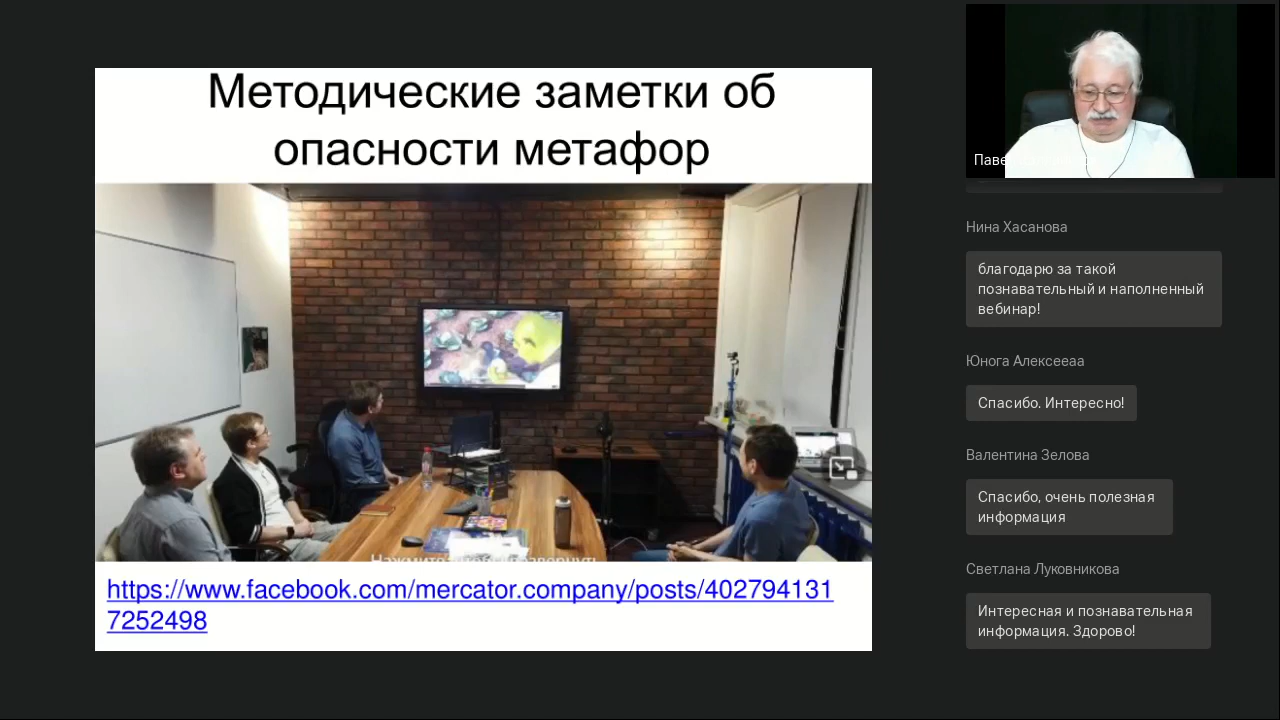 Методические заметки об
опасности метафор
https://www.facebook.com/mercator.company/posts/402794131
7252498
Нина Хасанова
благодарю за такой
познавательный и наполненный
вебинар!
Юнога Алексееаа
Спасибо. Интересно!
Валентина Зелова
Спасибо, очень полезная
информация
Светлана Луковникова
Интересная и познавательная
информация. Здорово!